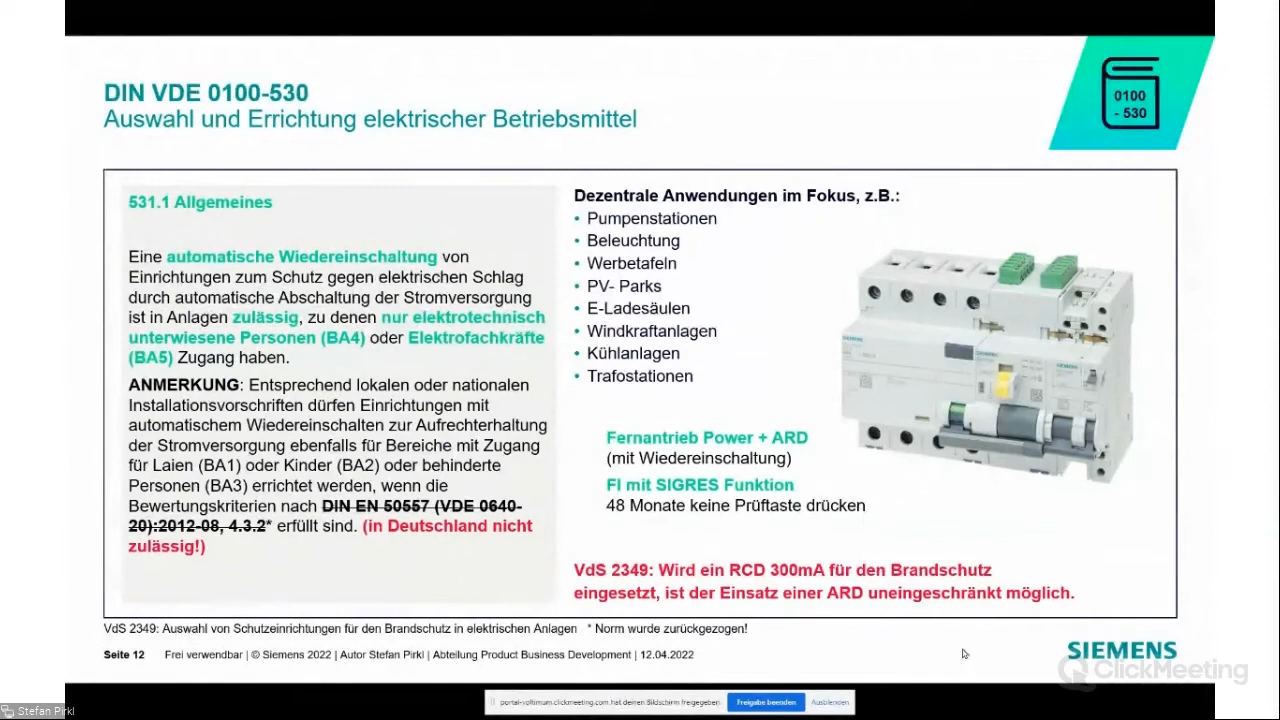 DIN VDE 0100-530
Auswahl und Errichtung elektrischer Betriebsmittel
0100
- 530
531.1 Allgemeines
Eine automatische Wiedereinschaltung von
Einrichtungen zum Schutz gegen elektrischen Schlag
durch automatische Abschaltung der Stromversorgung
ist in Anlagen zulässig, zu denen nur elektrotechnisch
unterwiesene Personen (BA4) oder Elektrofachkräfte
(BA5) Zugang haben.
ANMERKUNG: Entsprechend lokalen oder nationalen
Installationsvorschriften dürfen Einrichtungen mit
automatischem Wiedereinschalten zur Aufrechterhaltung
der Stromversorgung ebenfalls für Bereiche mit Zugang
für Laien (BA1) oder Kinder (BA2) oder behinderte
Personen (BA3) errichtet werden, wenn die
Bewertungskriterien nach DIN EN 50557 (VDE 0640-
20):2012-08, 4.3.2* erfüllt sind. (in Deutschland nicht
zulässig!)
Dezentrale Anwendungen im Fokus, z.B.:
• Pumpenstationen
• Beleuchtung
• Werbetafeln
• PV- Parks
• E-Ladesäulen
• Windkraftanlagen
• Kühlanlagen
• Trafostationen
Fernantrieb Power + ARD
(mit Wiedereinschaltung)
FI mit SIGRES Funktion
48 Monate keine Prüftaste drücken
VdS 2349: Wird ein RCD 300mA für den Brandschutz
eingesetzt, ist der Einsatz einer ARD uneingeschränkt möglich.
VdS 2349: Auswahl von Schutzeinrichtungen für den Brandschutz in elektrischen Anlagen * Norm wurde zurückgezogen!
Seite 12 Frei verwendbar | © Siemens 2022 | Autor Stefan Pirkl | Abteilung Product Business Development | 12.04.2022
SIEMENS
ClickMeeting
portal-voltimum.clickmeeting.com hat deinen Bildschirm freigegeben. Freigabe beenden Ausblenden
Stefan Pirkl